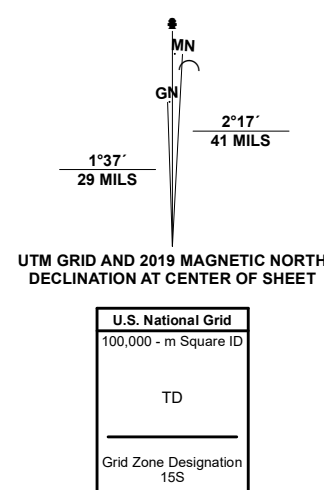 MN
GN
2°17´
41 MILS
1°37´
29 MILS
UTM GRID AND 2019 MAGNETIC NORTH
DECLINATION AT CENTER OF SHEET
U.S. National Grid
100,000 - m Square ID
TD
Grid Zone Designation
15S